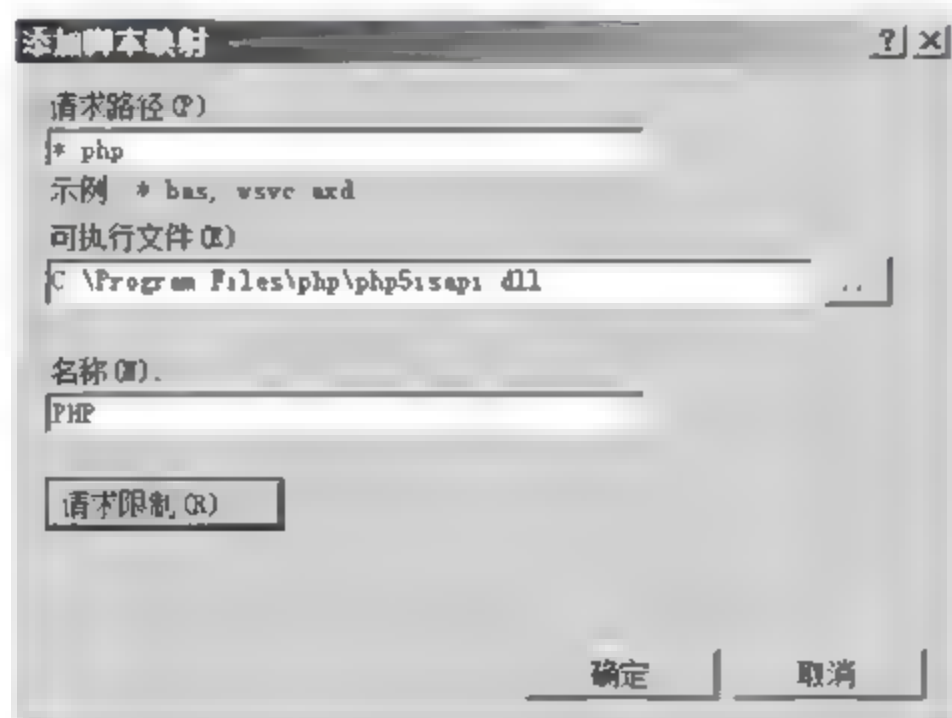 添加脚本映射
请求路径(P)
* php
示例 * bas, wsvc axd
可执行文件(E)
C \Program Files\php\php5isapi dll
..
名称(N).
PHP
请求限制(R)
确定
取消